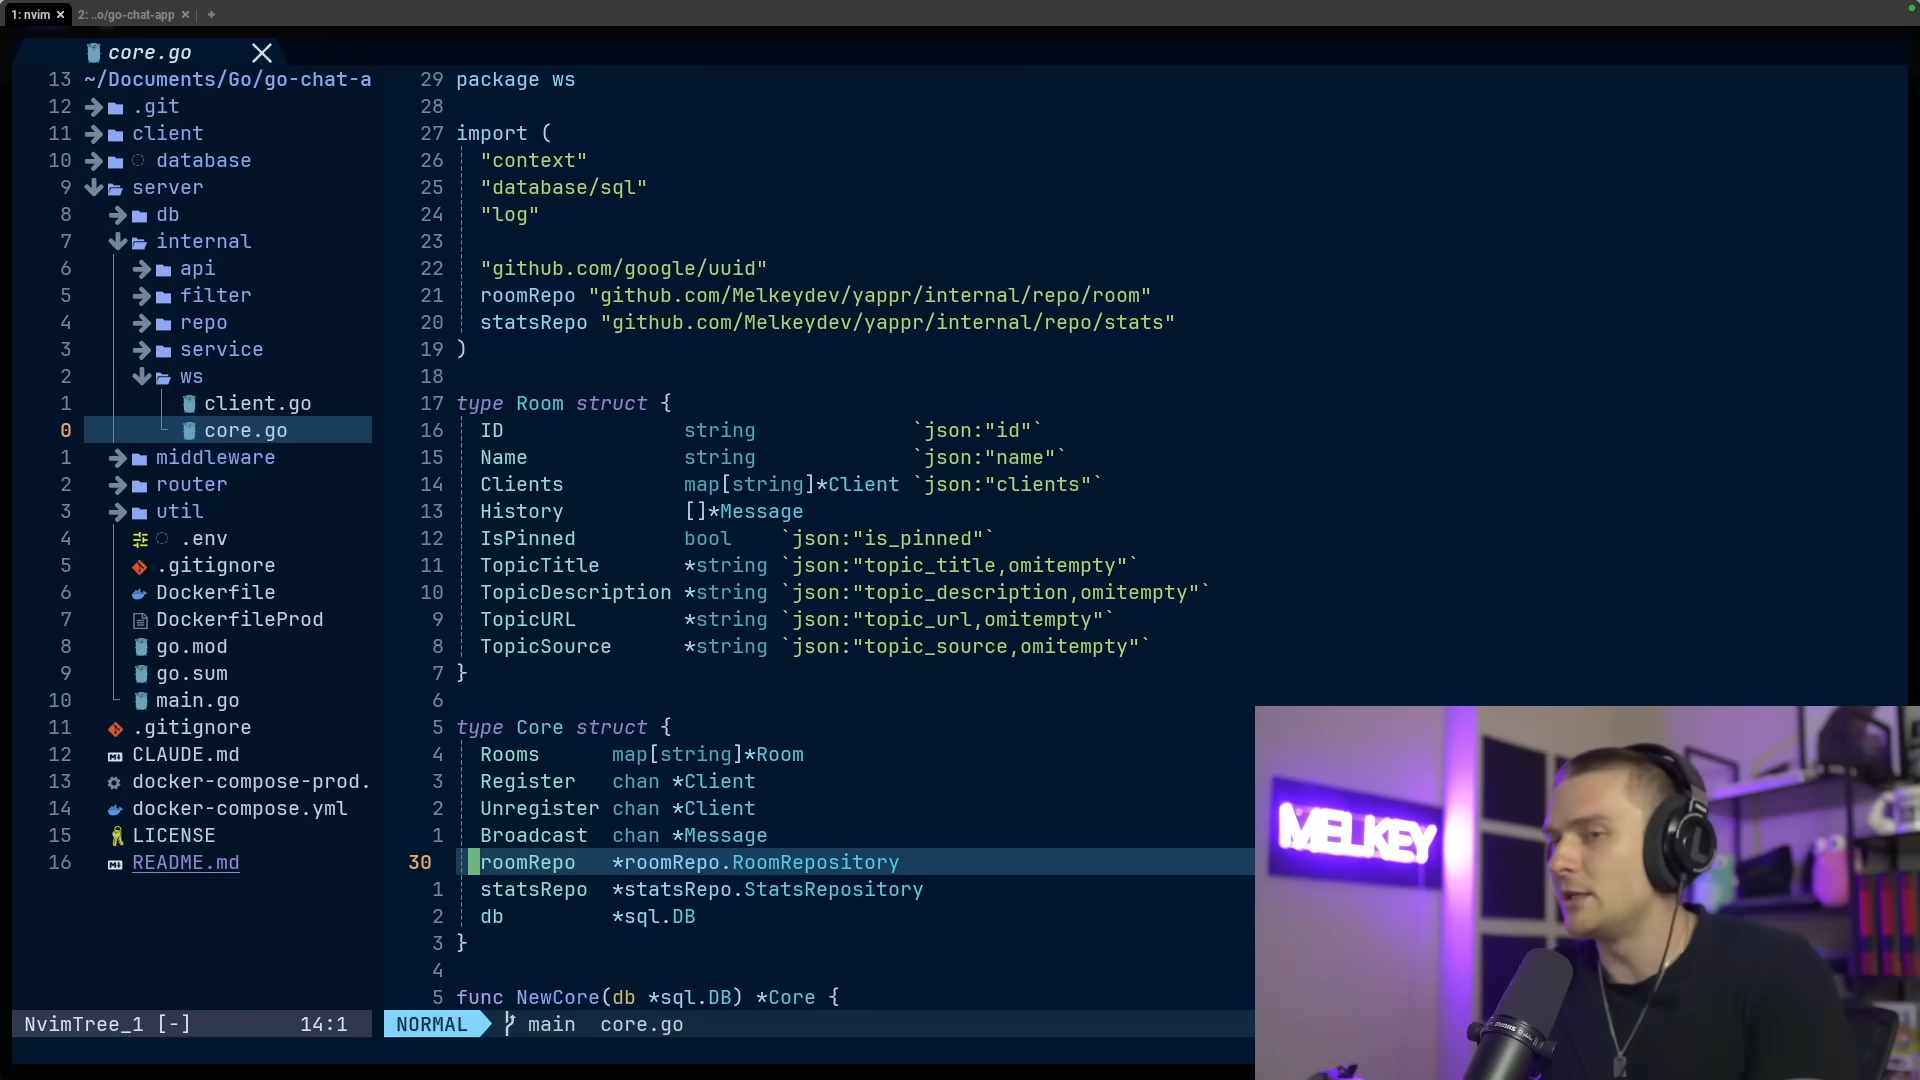 1: nvim × 2: ..o/go-chat-app × +
core.go
13 ~/Documents/Go/go-chat-a
12 .git
11 client
10 database
9 server
8 db
7 internal
6 api
5 filter
4 repo
3 service
2 ws
1 client.go
0 core.go
1 middleware
2 router
3 util
4 .env
5 .gitignore
6 Dockerfile
7 DockerfileProd
8 go.mod
9 go.sum
10 main.go
11 .gitignore
12 CLAUDE.md
13 docker-compose-prod.
14 docker-compose.yml
15 LICENSE
16 README.md
NvimTree_1 [-] 14:1
29 package ws
28
27 import (
26 "context"
25 "database/sql"
24 "log"
23
22 "github.com/google/uuid"
21 roomRepo "github.com/Melkeydev/yappr/internal/repo/room"
20 statsRepo "github.com/Melkeydev/yappr/internal/repo/stats"
19 )
18
17 type Room struct {
16 ID string `json:"id"`
15 Name string `json:"name"`
14 Clients map[string]*Client `json:"clients"`
13 History []*Message
12 IsPinned bool `json:"is_pinned"`
11 TopicTitle *string `json:"topic_title,omitempty"`
10 TopicDescription *string `json:"topic_description,omitempty"`
9 TopicURL *string `json:"topic_url,omitempty"`
8 TopicSource *string `json:"topic_source,omitempty"`
7 }
6
5 type Core struct {
4 Rooms map[string]*Room
3 Register chan *Client
2 Unregister chan *Client
1 Broadcast chan *Message
30 roomRepo *roomRepo.RoomRepository
1 statsRepo *statsRepo.StatsRepository
2 db *sql.DB
3 }
4
5 func NewCore(db *sql.DB) *Core {
NORMAL main core.go
MELKEY